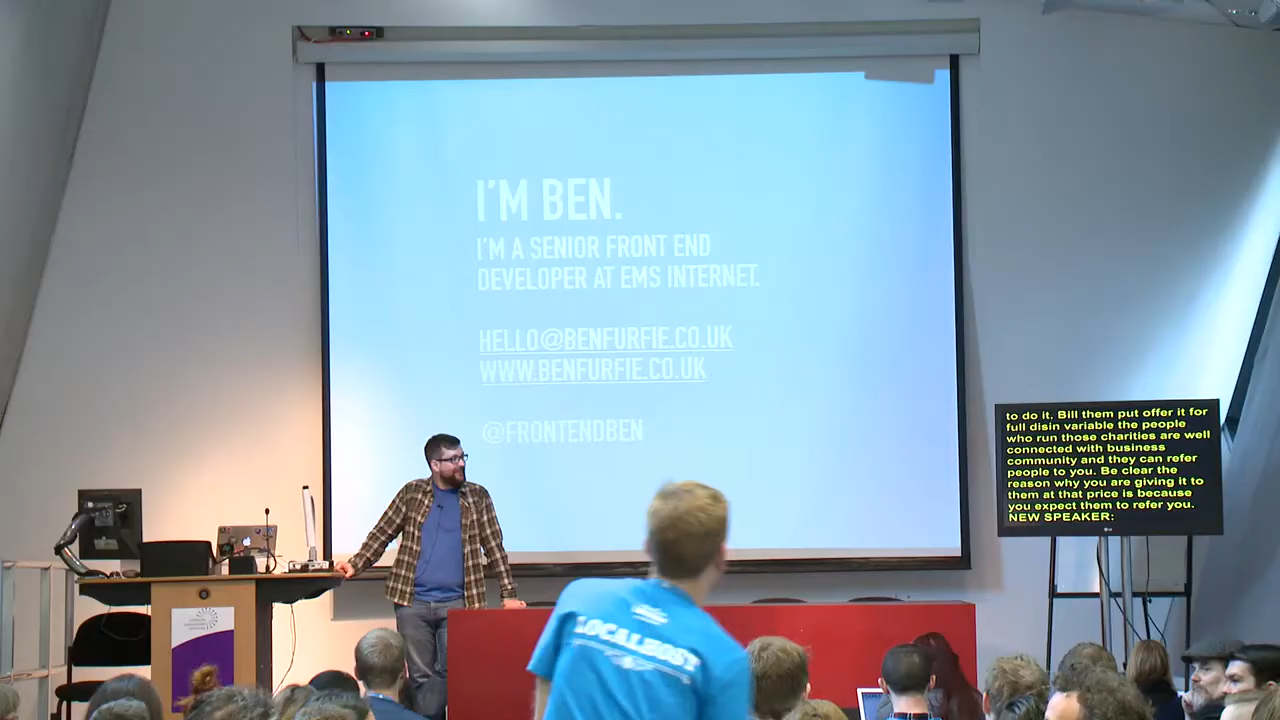 I'M BEN.
I'M A SENIOR FRONT END
DEVELOPER AT EMS INTERNET.
HELLO@BENFURFIE.CO.UK
WWW.BENFURFIE.CO.UK
@FRONTENDBEN
to do it, Bill them put offer it for
full disin variable the people
who run those charities are well
connected with business
community and they can refer
people to you. Be clear the
reason why you are giving it to
them at that price is because
you expect them to refer you.
NEW SPEAKER:
LOCALHOST